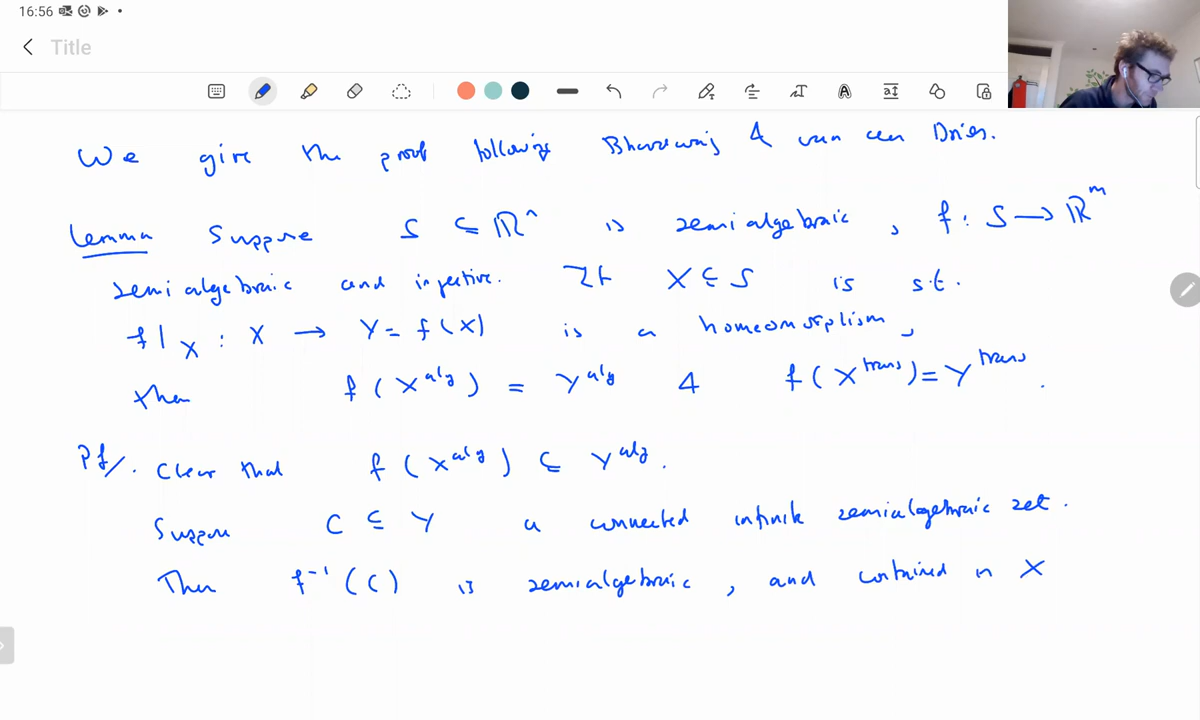 16:56
Title
We give the proof following Bhardwaj & van den Dries.
Lemma Suppose S ⊆ ℝⁿ is semialgebraic, f : S → ℝᵐ
semialgebraic and injective. If X ⊆ S is s.t.
f|_X : X → Y = f(X) is a homeomorphism,
then f(X^alg) = Y^alg & f(X^trans) = Y^trans.
Pf/. Clear that f(X^alg) ⊆ Y^alg.
Suppose C ⊆ Y a connected infinite semialgebraic set.
Then f⁻¹(C) is semialgebraic, and contained in X